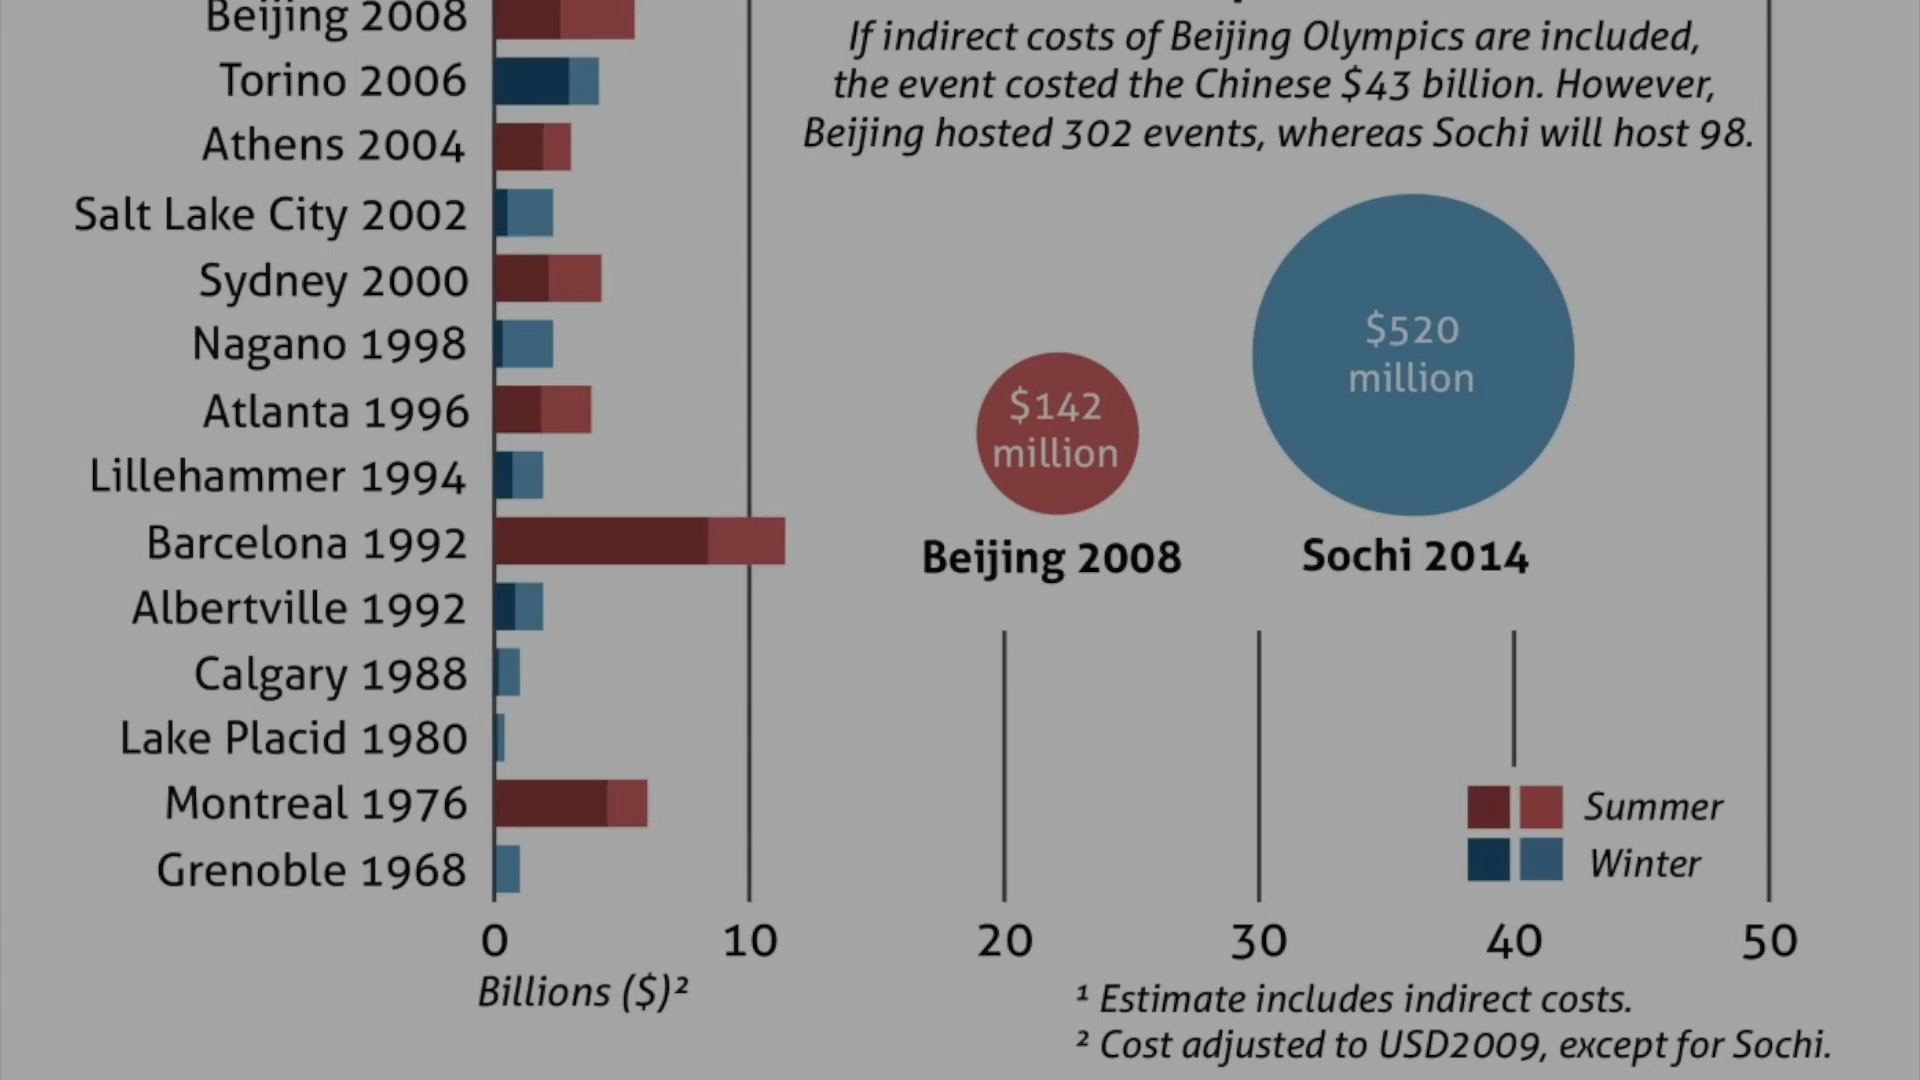 Beijing 2008
Torino 2006
Athens 2004
Salt Lake City 2002
Sydney 2000
Nagano 1998
Atlanta 1996
Lillehammer 1994
Barcelona 1992
Albertville 1992
Calgary 1988
Lake Placid 1980
Montreal 1976
Grenoble 1968
0 10 20 30 40 50
Billions ($)²
If indirect costs of Beijing Olympics are included,
the event costed the Chinese $43 billion. However,
Beijing hosted 302 events, whereas Sochi will host 98.
$142
million
Beijing 2008
$520
million
Sochi 2014
Summer
Winter
¹ Estimate includes indirect costs.
² Cost adjusted to USD2009, except for Sochi.